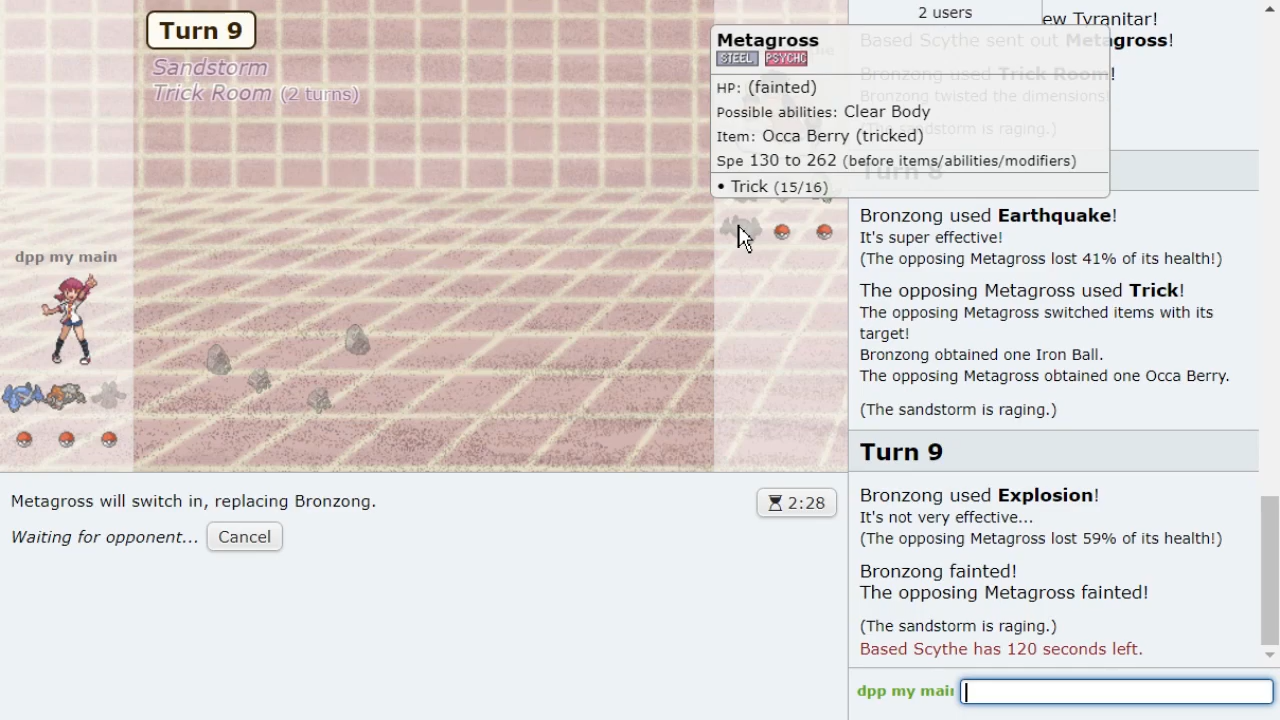 Turn 9
Sandstorm
Trick Room (2 turns)
dpp my main
Metagross will switch in, replacing Bronzong.
2:28
Waiting for opponent... Cancel
Metagross
STEEL PSYCHC
HP: (fainted)
Possible abilities: Clear Body
Item: Occa Berry (tricked)
Spe 130 to 262 (before items/abilities/modifiers)
• Trick (15/16)
2 users
ew Tyranitar!
Based Scythe sent out Metagross!
Bronzong used Trick Room!
Bronzong twisted the dimensions!
(The sandstorm is raging.)
Turn 8
Bronzong used Earthquake!
It's super effective!
(The opposing Metagross lost 41% of its health!)
The opposing Metagross used Trick!
The opposing Metagross switched items with its
target!
Bronzong obtained one Iron Ball.
The opposing Metagross obtained one Occa Berry.
(The sandstorm is raging.)
Turn 9
Bronzong used Explosion!
It's not very effective...
(The opposing Metagross lost 59% of its health!)
Bronzong fainted!
The opposing Metagross fainted!
(The sandstorm is raging.)
Based Scythe has 120 seconds left.
dpp my main